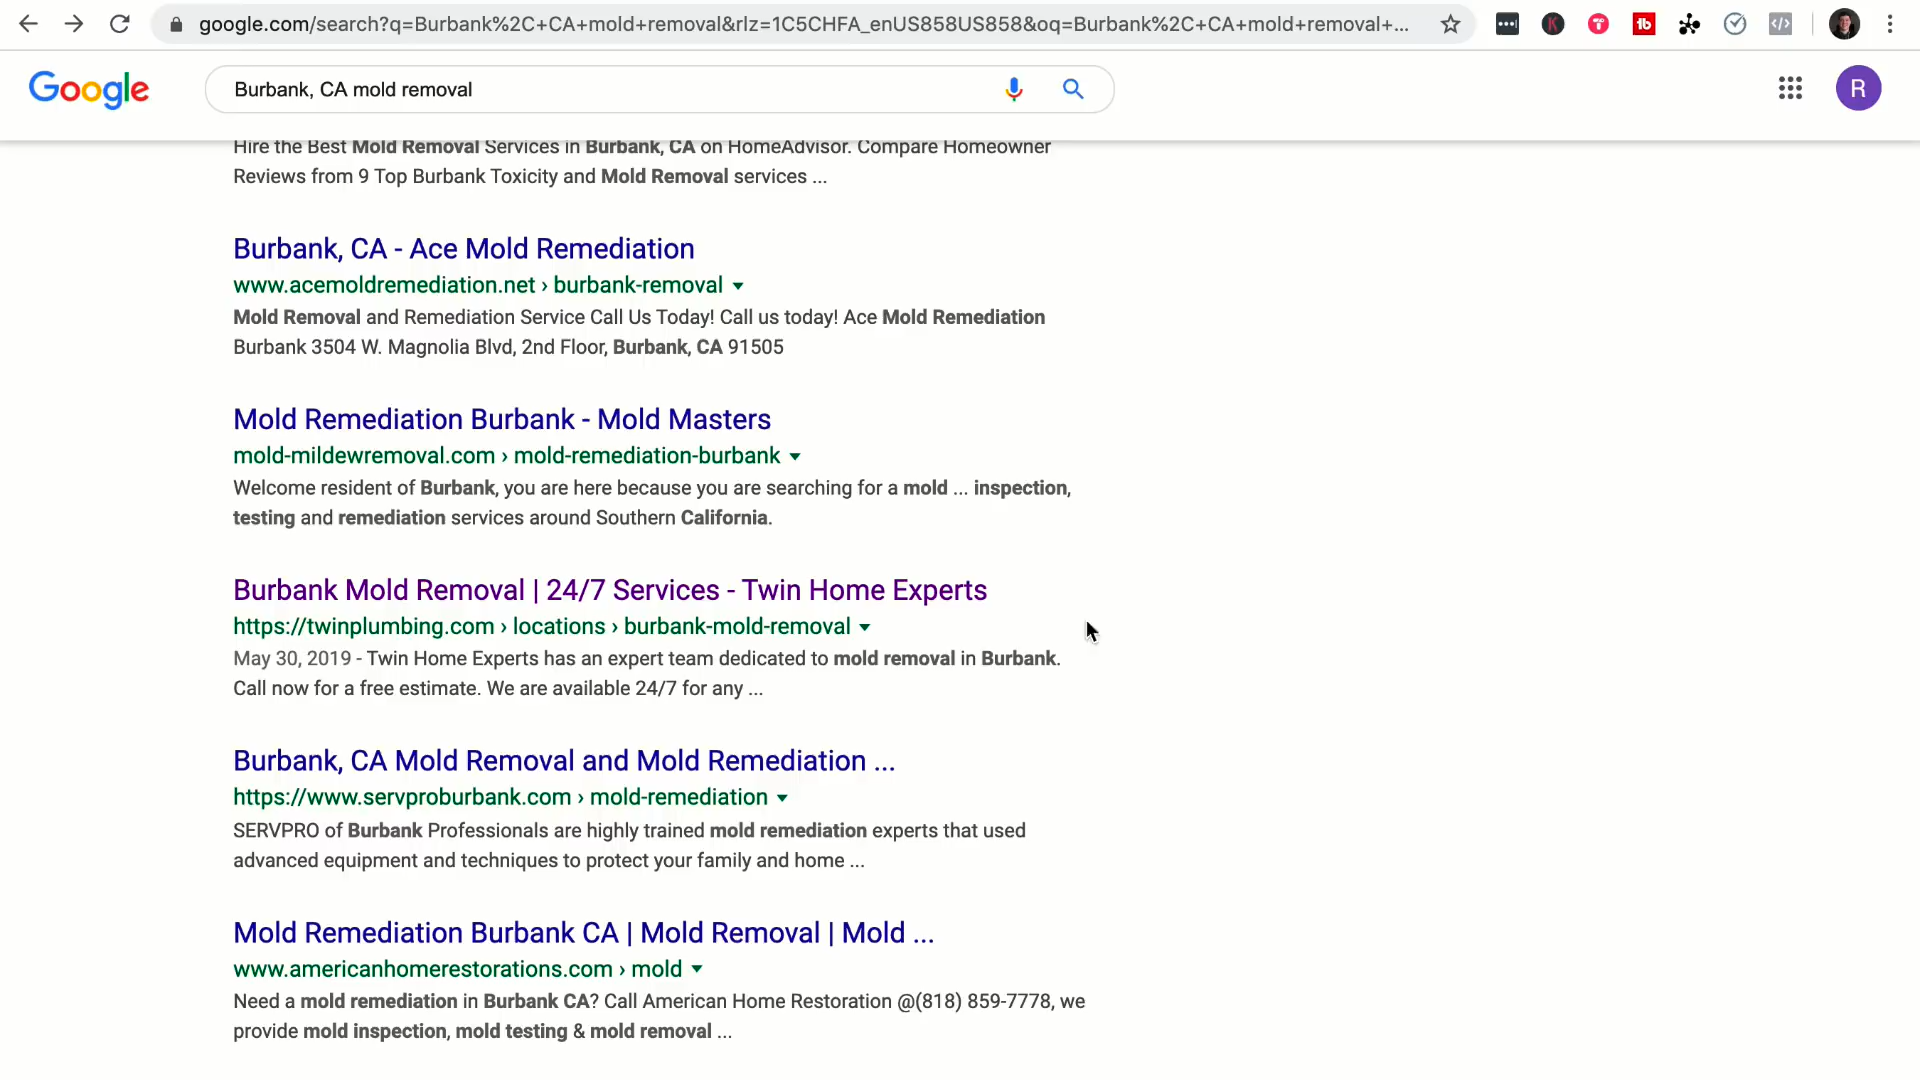 google.com/search?q=Burbank%2C+CA+mold+removal&rlz=1C5CHFA_enUS858US858&oq=Burbank%2C+CA+mold+removal+...
Google
Burbank, CA mold removal
R
Hire the Best Mold Removal Services in Burbank, CA on HomeAdvisor. Compare Homeowner
Reviews from 9 Top Burbank Toxicity and Mold Removal services ...
Burbank, CA - Ace Mold Remediation
www.acemoldremediation.net › burbank-removal
Mold Removal and Remediation Service Call Us Today! Call us today! Ace Mold Remediation
Burbank 3504 W. Magnolia Blvd, 2nd Floor, Burbank, CA 91505
Mold Remediation Burbank - Mold Masters
mold-mildewremoval.com › mold-remediation-burbank
Welcome resident of Burbank, you are here because you are searching for a mold ... inspection,
testing and remediation services around Southern California.
Burbank Mold Removal | 24/7 Services - Twin Home Experts
https://twinplumbing.com › locations › burbank-mold-removal
May 30, 2019 - Twin Home Experts has an expert team dedicated to mold removal in Burbank.
Call now for a free estimate. We are available 24/7 for any ...
Burbank, CA Mold Removal and Mold Remediation ...
https://www.servproburbank.com › mold-remediation
SERVPRO of Burbank Professionals are highly trained mold remediation experts that used
advanced equipment and techniques to protect your family and home ...
Mold Remediation Burbank CA | Mold Removal | Mold ...
www.americanhomerestorations.com › mold
Need a mold remediation in Burbank CA? Call American Home Restoration @(818) 859-7778, we
provide mold inspection, mold testing & mold removal ...